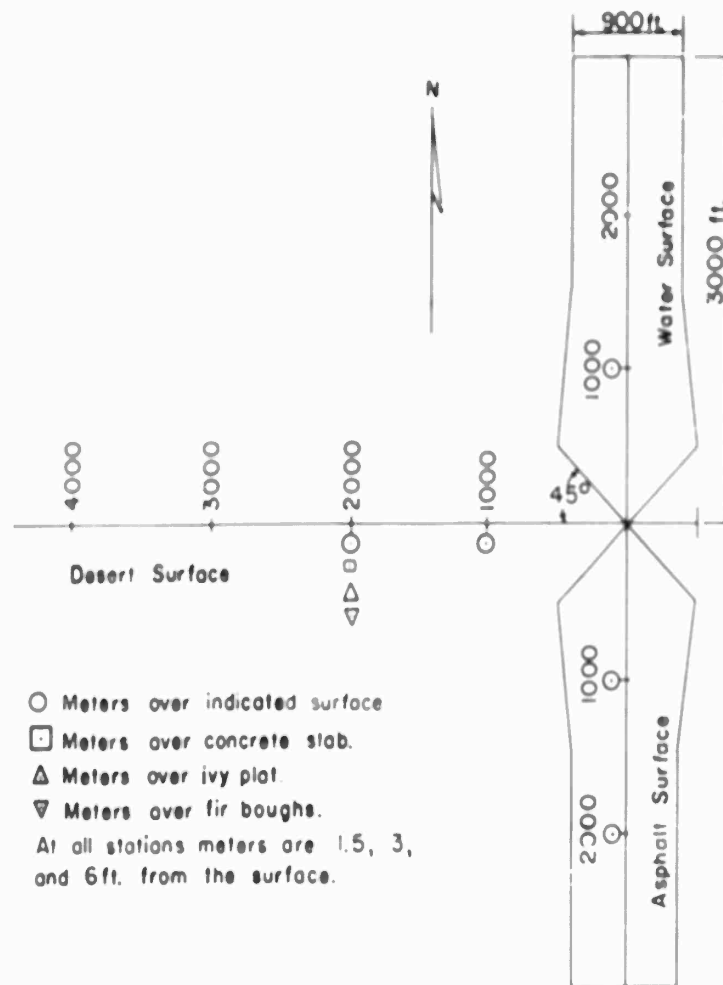 900 ft.
N
2000
Water Surface
3000 ft.
1000
4000
3000
2000
1000
45°
Desert Surface
1000
Meters over indicated surface
Meters over concrete slab.
Meters over ivy plat.
Meters over fir boughs.
At all stations meters are 1.5, 3,
and 6 ft. from the surface.
2000
Asphalt Surface